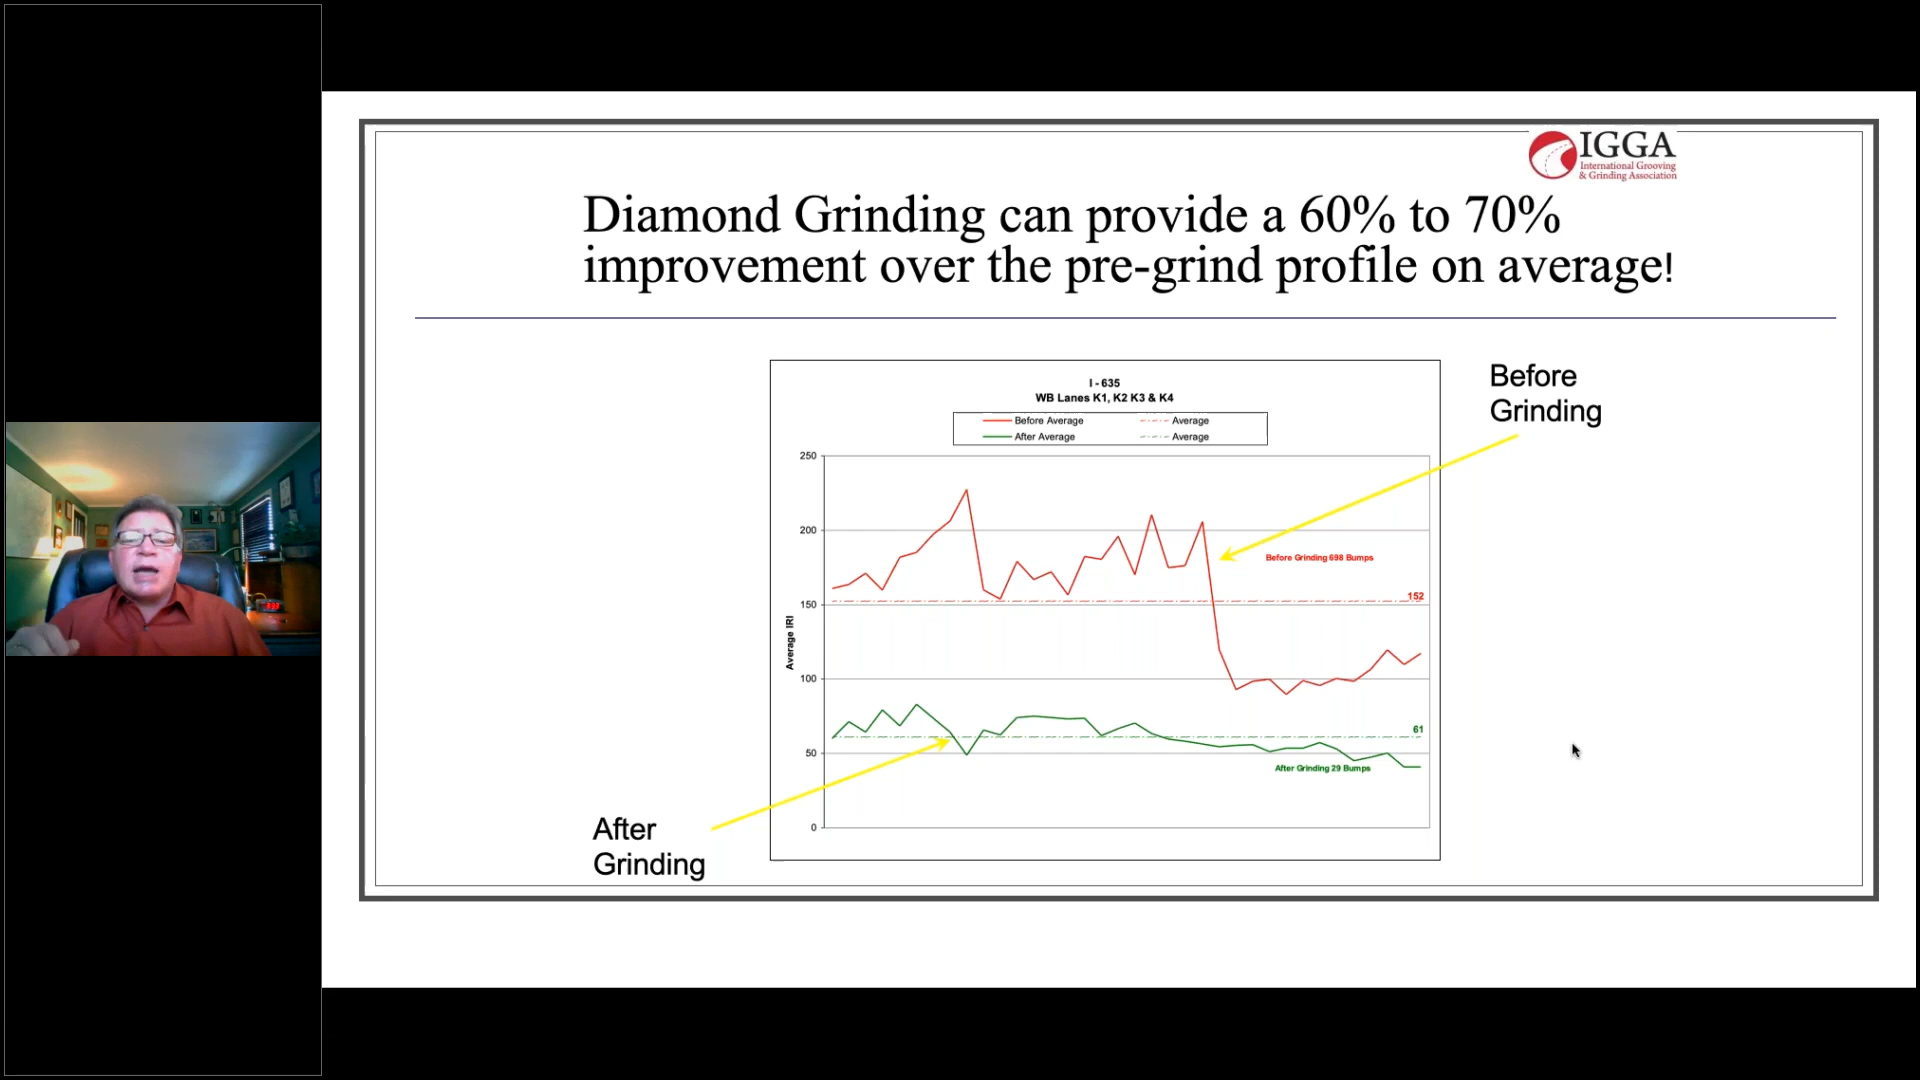 IGGA
International Grooving
& Grinding Association
Diamond Grinding can provide a 60% to 70%
improvement over the pre-grind profile on average!
Before
Grinding
I - 635
WB Lanes K1, K2 K3 & K4
Before Average Average
After Average Average
250
200
Before Grinding 698 Bumps
152
150
Average IRI
100
61
50
After Grinding 29 Bumps
0
After
Grinding